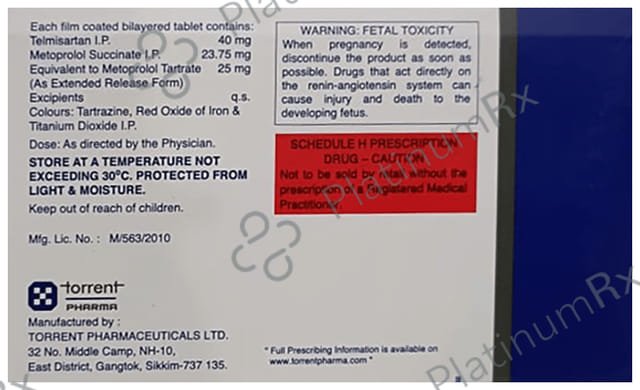 Each film coated bilayered tablet contains:
Telmisartan I.P. 40 mg
Metoprolol Succinate I.P. 23.75 mg
Equivalent to Metoprolol Tartrate 25 mg
(As Extended Release Form)
Excipients q.s.
Colours: Tartrazine, Red Oxide of Iron &
Titanium Dioxide I.P.
Dose: As directed by the Physician.
STORE AT A TEMPERATURE NOT
EXCEEDING 30°C. PROTECTED FROM
LIGHT & MOISTURE.
Keep out of reach of children.
Mfg. Lic. No. : M/563/2010
torrent
PHARMA
Manufactured by :
TORRENT PHARMACEUTICALS LTD.
32 No. Middle Camp, NH-10,
East District, Gangtok, Sikkim-737 135.
WARNING: FETAL TOXICITY
When pregnancy is detected,
discontinue the product as soon as
possible. Drugs that act directly on
the renin-angiotensin system can
cause injury and death to the
developing fetus.
SCHEDULE H PRESCRIPTION
DRUG – CAUTION
Not to be sold by retail without the
prescription of a Registered Medical
Practitioner.
* Full Prescribing Information is available on
www.torrentpharma.com *
PlatinumRx
PlatinumRx
PlatinumRx
Rx